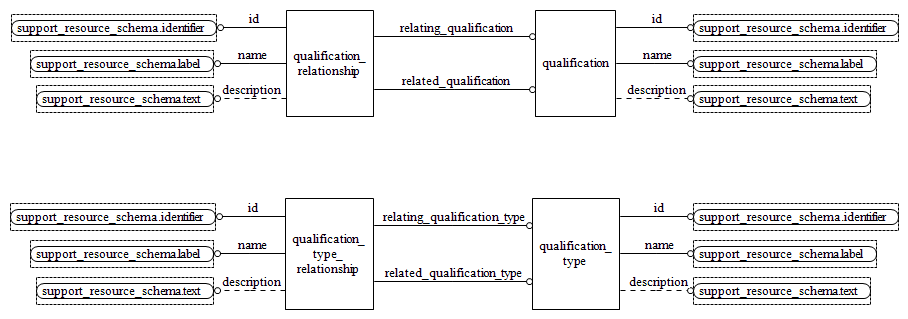 id
support_resource_schema.identifier
name
support_resource_schema.label
description
support_resource_schema.text
qualification_
relationship
relating_qualification
related_qualification
qualification
id
support_resource_schema.identifier
name
support_resource_schema.label
description
support_resource_schema.text
id
support_resource_schema.identifier
name
support_resource_schema.label
description
support_resource_schema.text
qualification_
type_
relationship
relating_qualification_type
related_qualification_type
qualification_
type
id
support_resource_schema.identifier
name
support_resource_schema.label
description
support_resource_schema.text